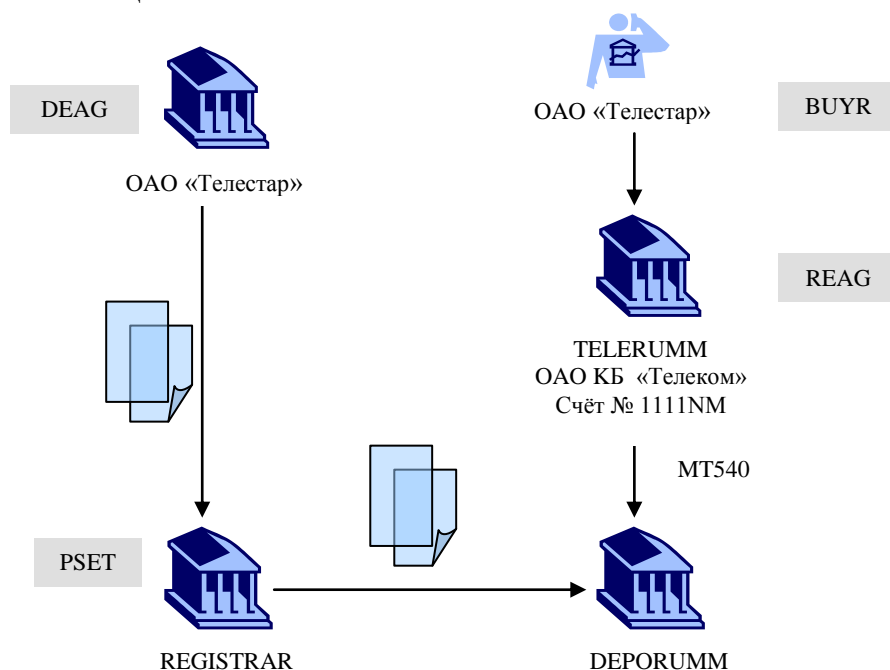 DEAG
ОАО «Телестар»
ОАО «Телестар»
BUYR
REAG
TELERUMM
ОАО КБ «Телеком»
Счёт № 1111NM
MT540
PSET
REGISTRAR
DEPORUMM